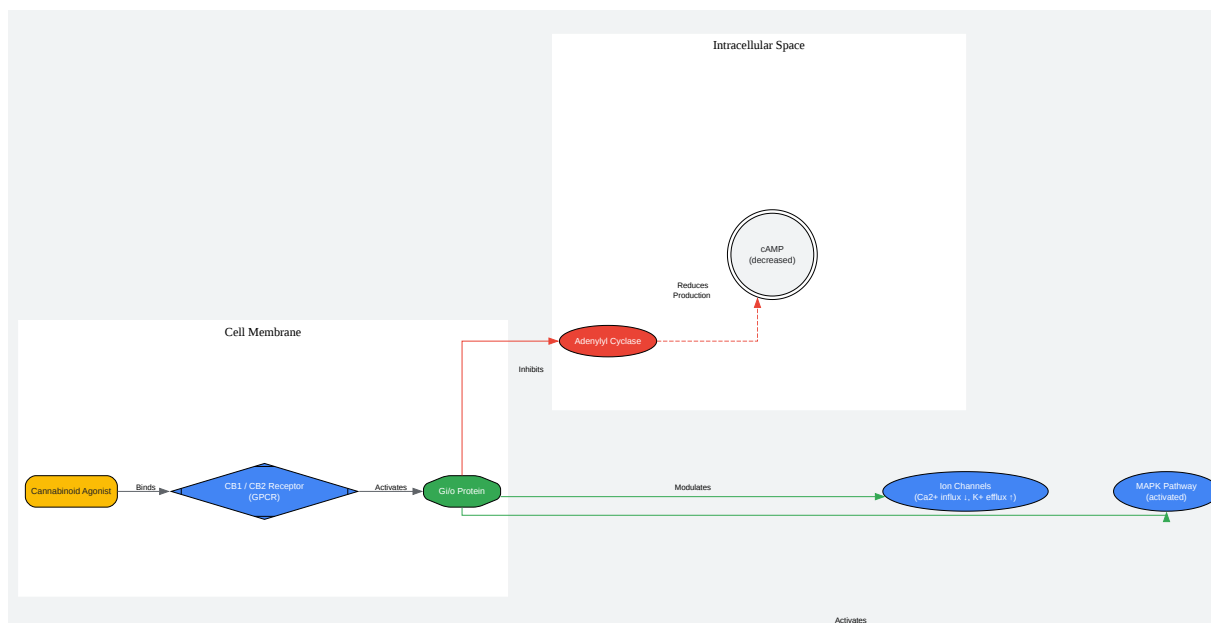 Intracellular Space
cAMP
(decreased)
Reduces
Production
Cell Membrane
Adenylyl Cyclase
Inhibits
Cannabinoid Agonist
Binds
CB1 / CB2 Receptor
(GPCR)
Activates
Gi/o Protein
Modulates
Ion Channels
(Ca2+ influx ↓, K+ efflux ↑)
MAPK Pathway
(activated)
Activates